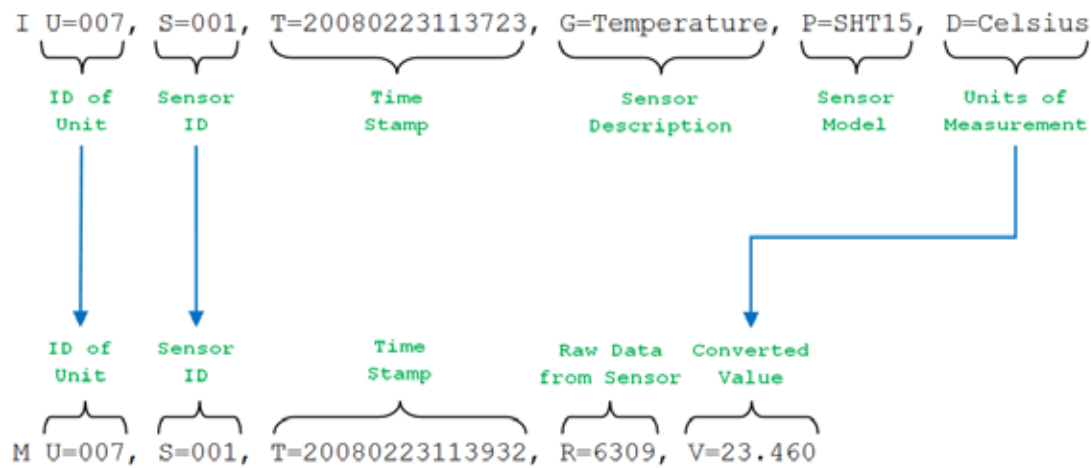 I U=007, S=001, T=20080223113723, G=Temperature, P=SHT15, D=Celsius
ID of Sensor Time Sensor Sensor Units of
Unit ID Stamp Description Model Measurement
ID of Sensor Time Raw Data Converted
Unit ID Stamp from Sensor Value
M U=007, S=001, T=20080223113932, R=6309, V=23.460